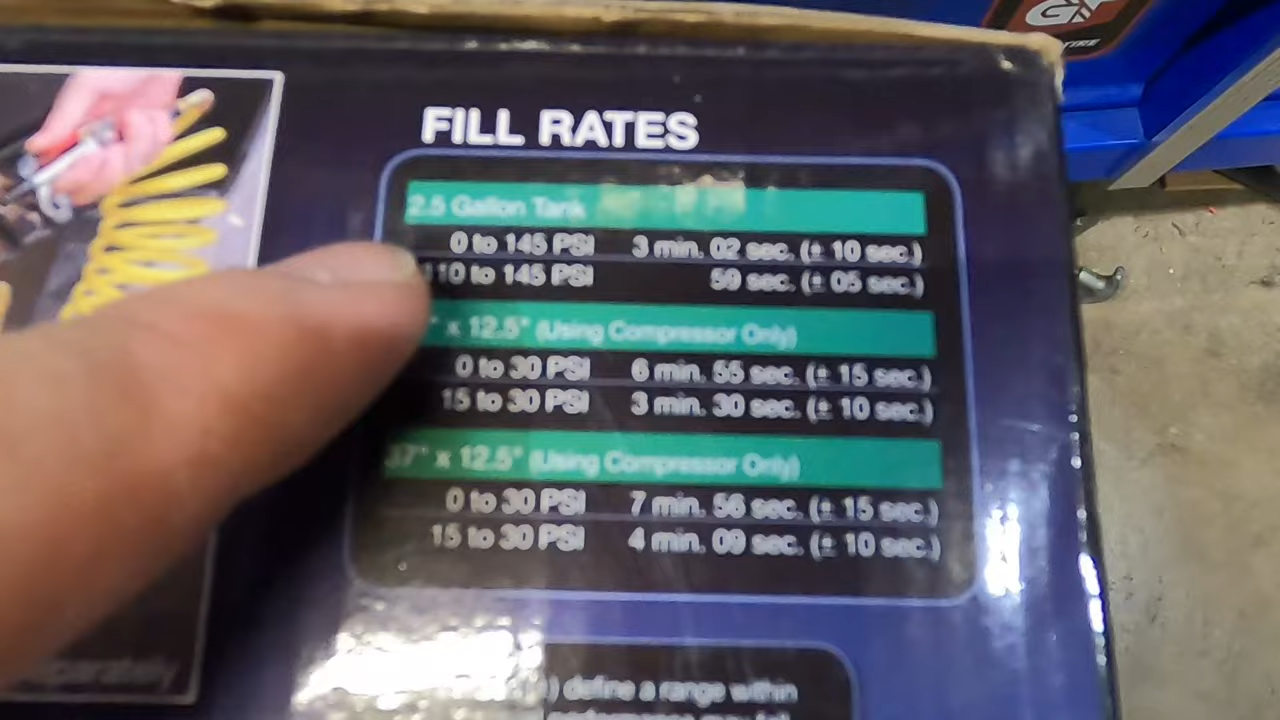 FILL RATES
2.5 Gallon Tank
0 to 145 PSI 3 min. 02 sec. (± 10 sec.)
110 to 145 PSI 59 sec. (± 05 sec.)
" x 12.5" (Using Compressor Only)
0 to 30 PSI 6 min. 55 sec. (± 15 sec.)
15 to 30 PSI 3 min. 30 sec. (± 10 sec.)
37" x 12.5" (Using Compressor Only)
0 to 30 PSI 7 min. 56 sec. (± 15 sec.)
15 to 30 PSI 4 min. 09 sec. (± 10 sec.)
define a range within